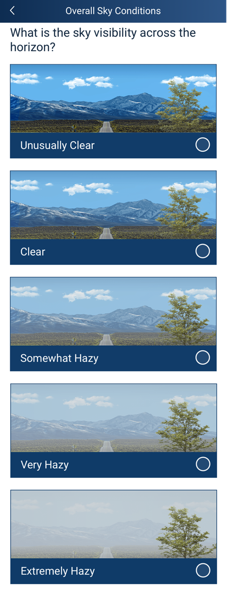 Overall Sky Conditions
What is the sky visibility across the
horizon?
Unusually Clear
Clear
Somewhat Hazy
Very Hazy
Extremely Hazy